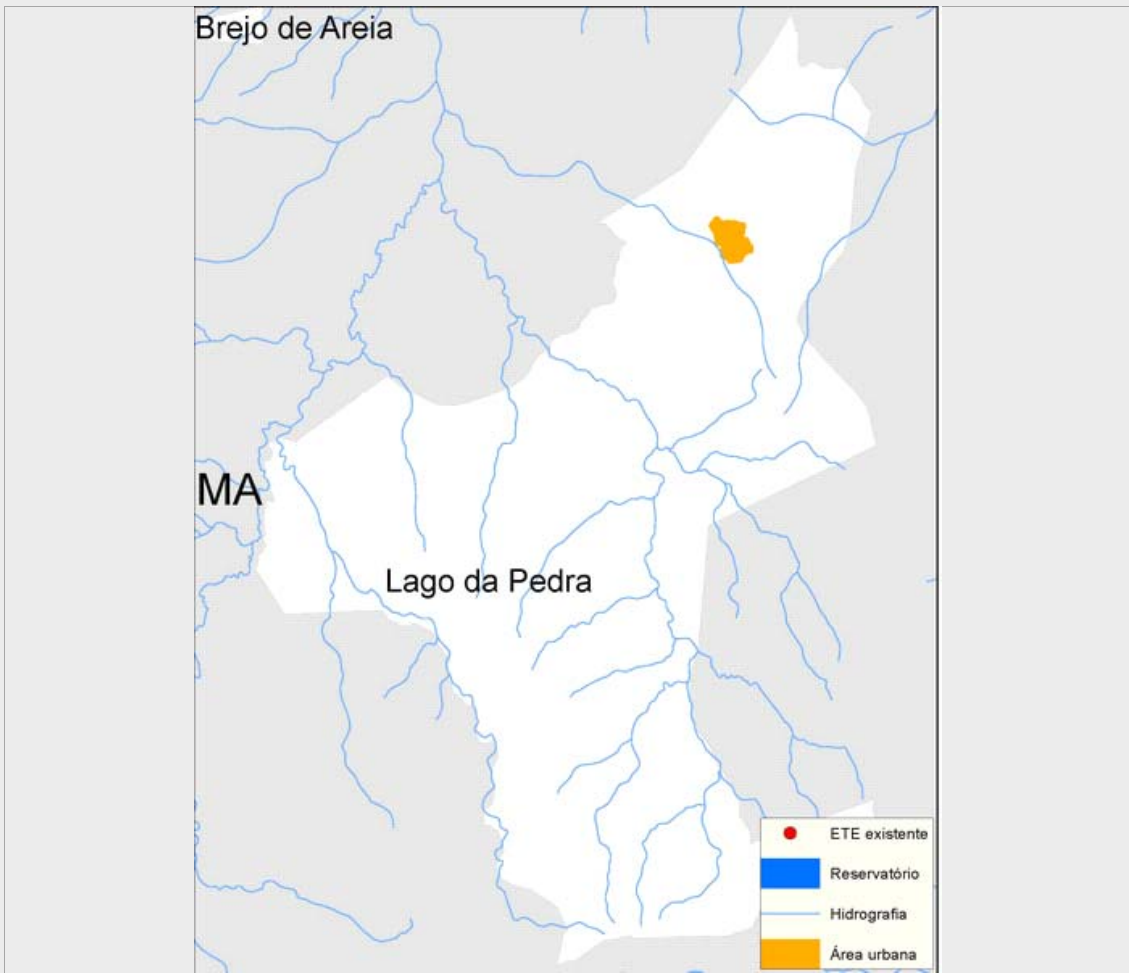 Brejo de Areia
MA
Lago da Pedra
ETE existente
Reservatório
Hidrografia
Área urbana